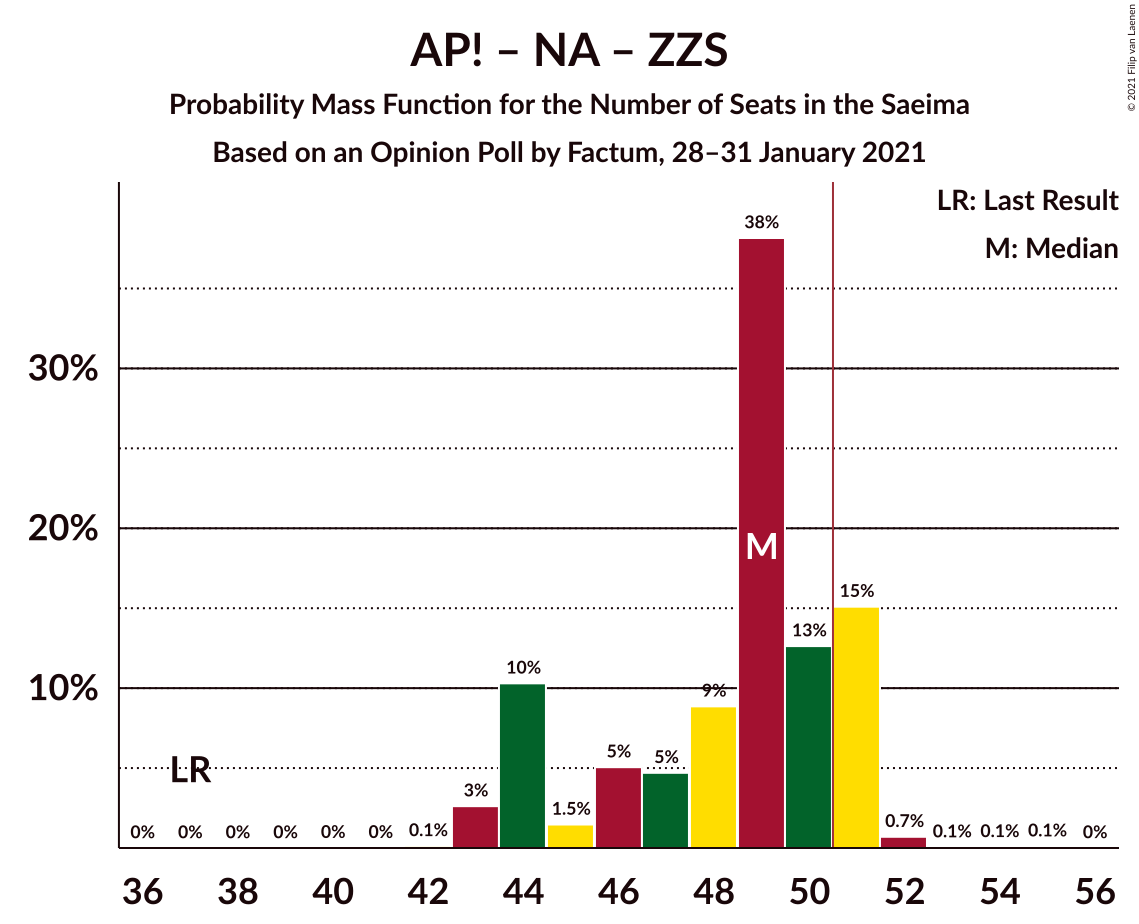 AP! – NA – ZZS
Probability Mass Function for the Number of Seats in the Saeima
Based on an Opinion Poll by Factum, 28–31 January 2021
© 2021 Filip van Laenen
LR: Last Result
M: Median
30%
20%
10%
0% 0% 0% 0% 0% 0% 0.1% 3% 10% 1.5% 5% 5% 9% 38% 13% 15% 0.7% 0.1% 0.1% 0.1% 0%
LR
M
36 38 40 42 44 46 48 50 52 54 56